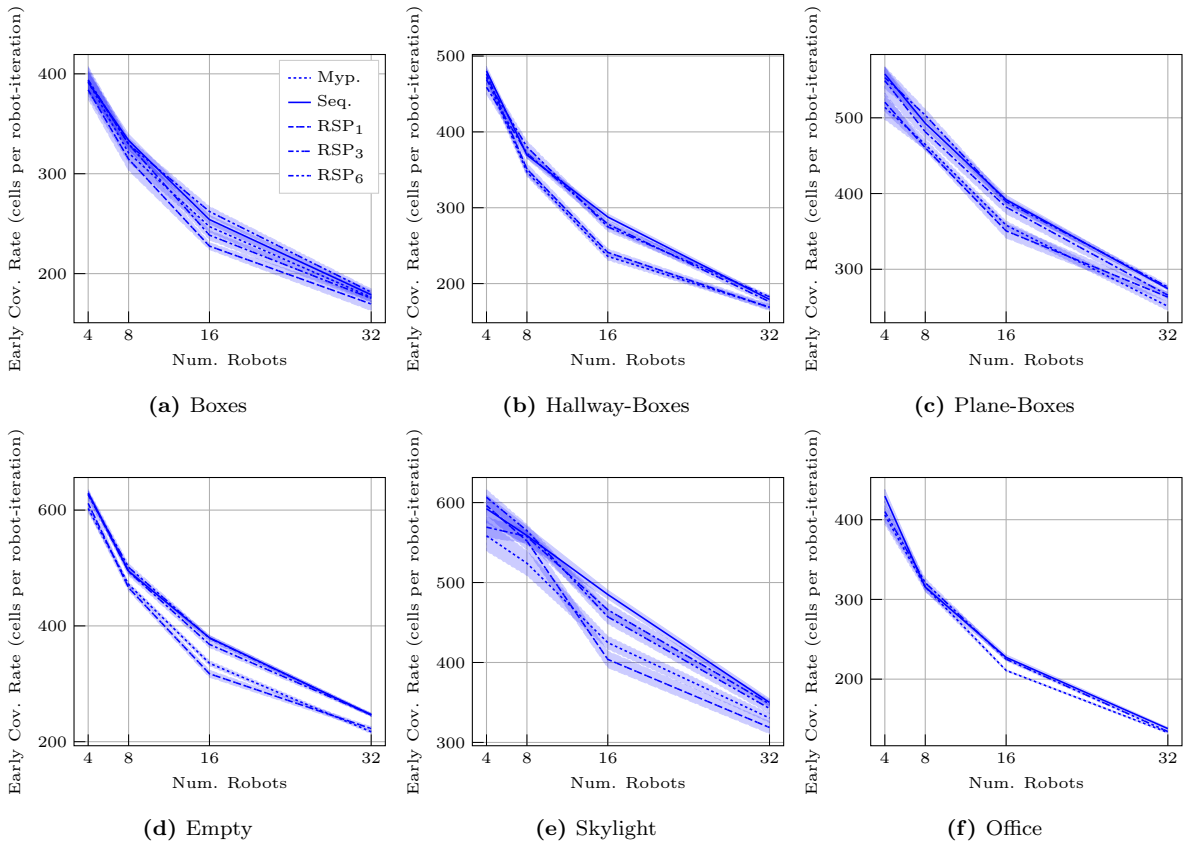 Early Cov. Rate (cells per robot-iteration)
400
300
200
4 8 16 32
Num. Robots
Myp.
Seq.
RSP1
RSP3
RSP6
(a) Boxes
Early Cov. Rate (cells per robot-iteration)
500
400
300
200
4 8 16 32
Num. Robots
(b) Hallway-Boxes
Early Cov. Rate (cells per robot-iteration)
500
400
300
4 8 16 32
Num. Robots
(c) Plane-Boxes
Early Cov. Rate (cells per robot-iteration)
600
400
200
4 8 16 32
Num. Robots
(d) Empty
Early Cov. Rate (cells per robot-iteration)
600
500
400
300
4 8 16 32
Num. Robots
(e) Skylight
Early Cov. Rate (cells per robot-iteration)
400
300
200
4 8 16 32
Num. Robots
(f) Office